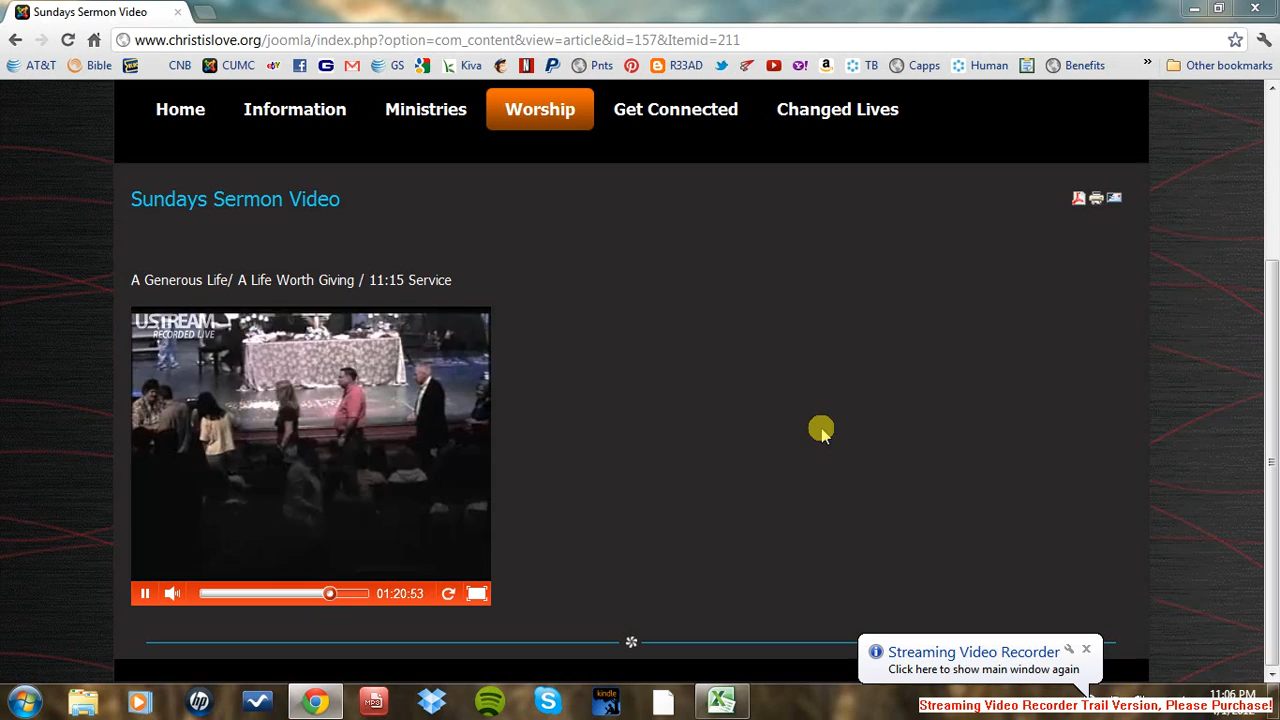 Sundays Sermon Video
www.christislove.org/joomla/index.php?option=com_content&view=article&id=157&Itemid=211
AT&T Bible CNB CUMC GS Kiva Pnts R33AD TB Capps Human Benefits » Other bookmarks
Home Information Ministries Worship Get Connected Changed Lives
Sundays Sermon Video
A Generous Life/ A Life Worth Giving / 11:15 Service
USTREAM
RECORDED LIVE
01:20:53
Streaming Video Recorder
Click here to show main window again
11:06 PM
Streaming Video Recorder Trail Version, Please Purchase!